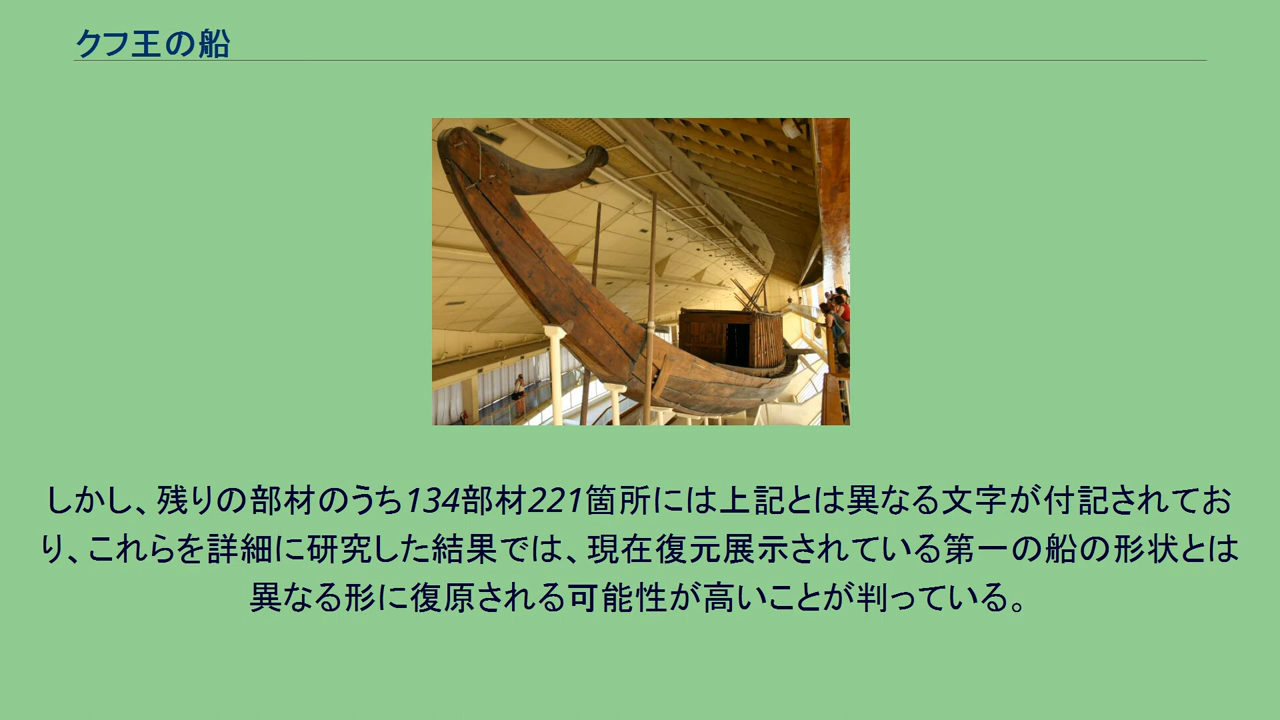 クフ王の船
しかし、残りの部材のうち134部材221箇所には上記とは異なる文字が付記されてお
り、これらを詳細に研究した結果では、現在復元展示されている第一の船の形状とは
異なる形に復原される可能性が高いことが判っている。